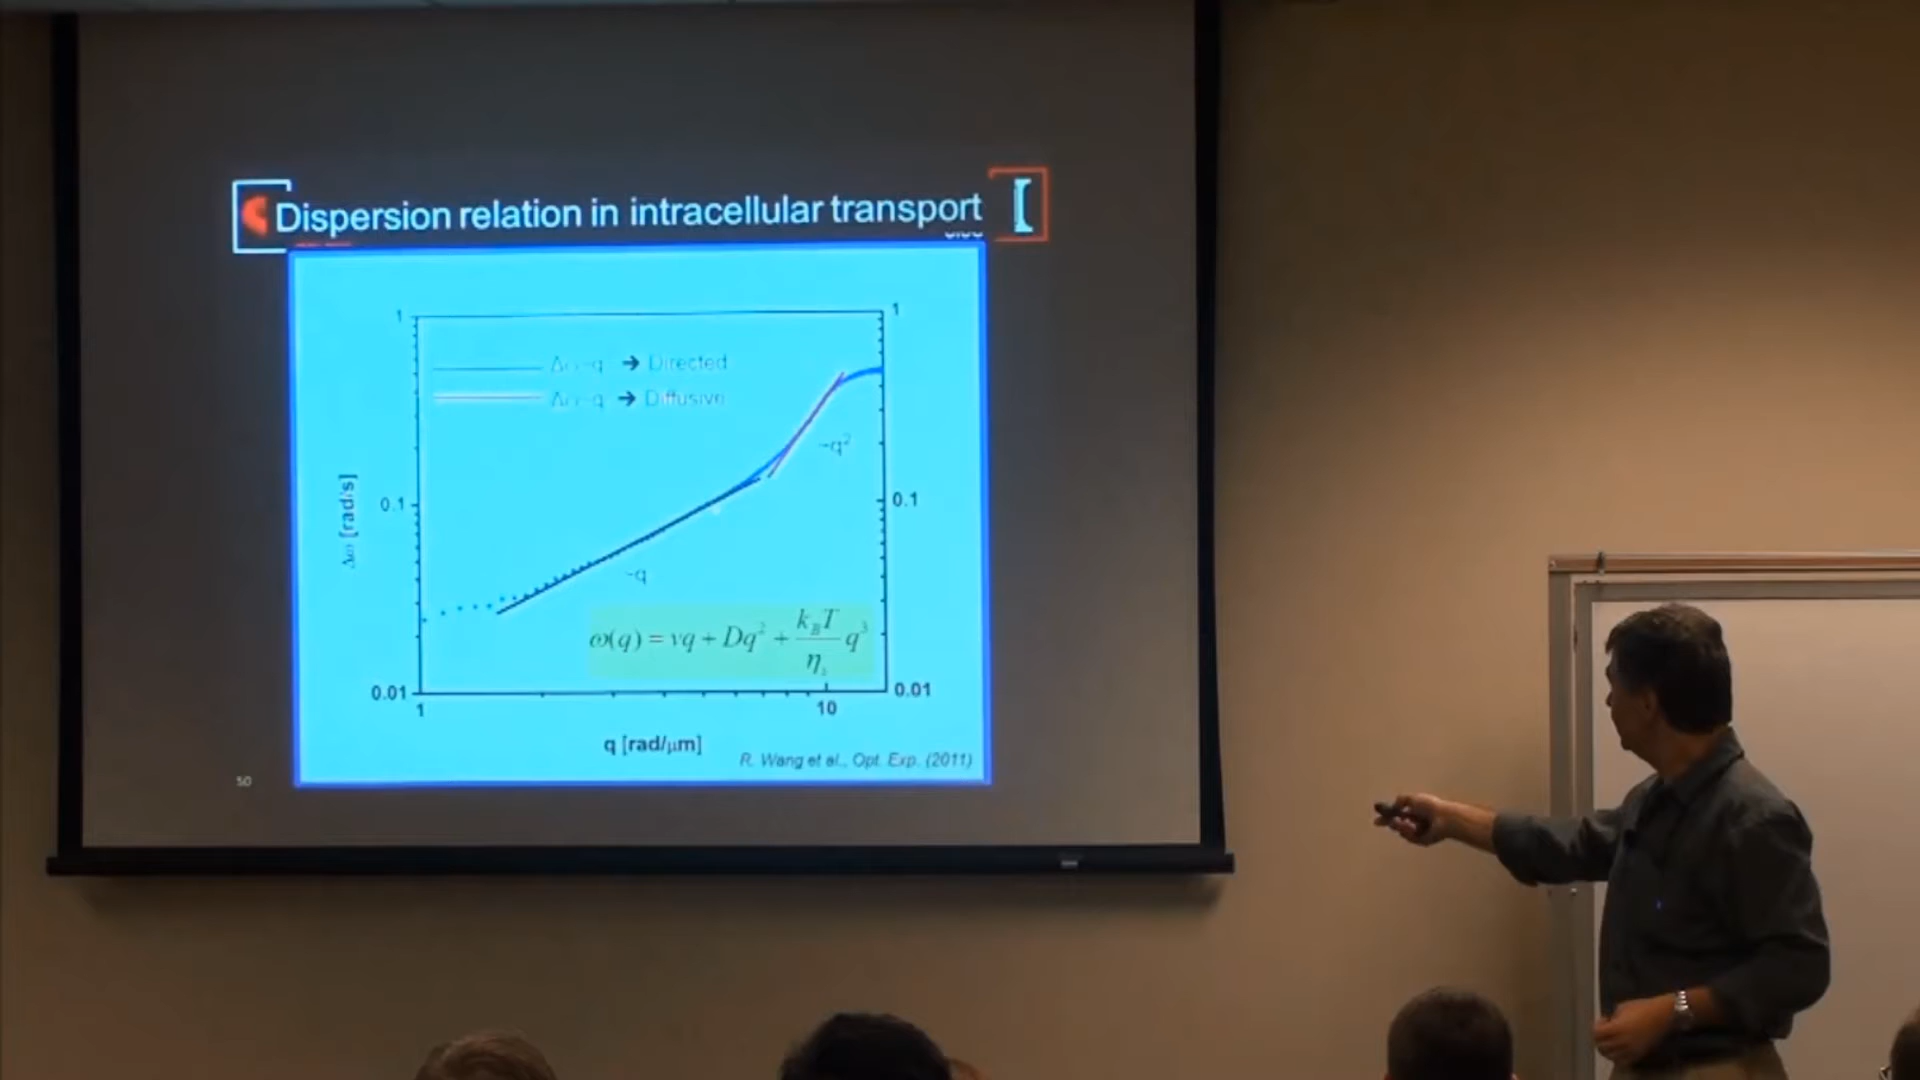 Dispersion relation in intracellular transport
1
1
Δω~q → Directed
Δω~q → Diffusive
~q²
Δω [rad/s]
0.1
0.1
~q
ω(q) = vq + Dq² + k_BT/η_s q³
0.01
0.01
1
10
q [rad/μm]
R. Wang et al., Opt. Exp. (2011)
50